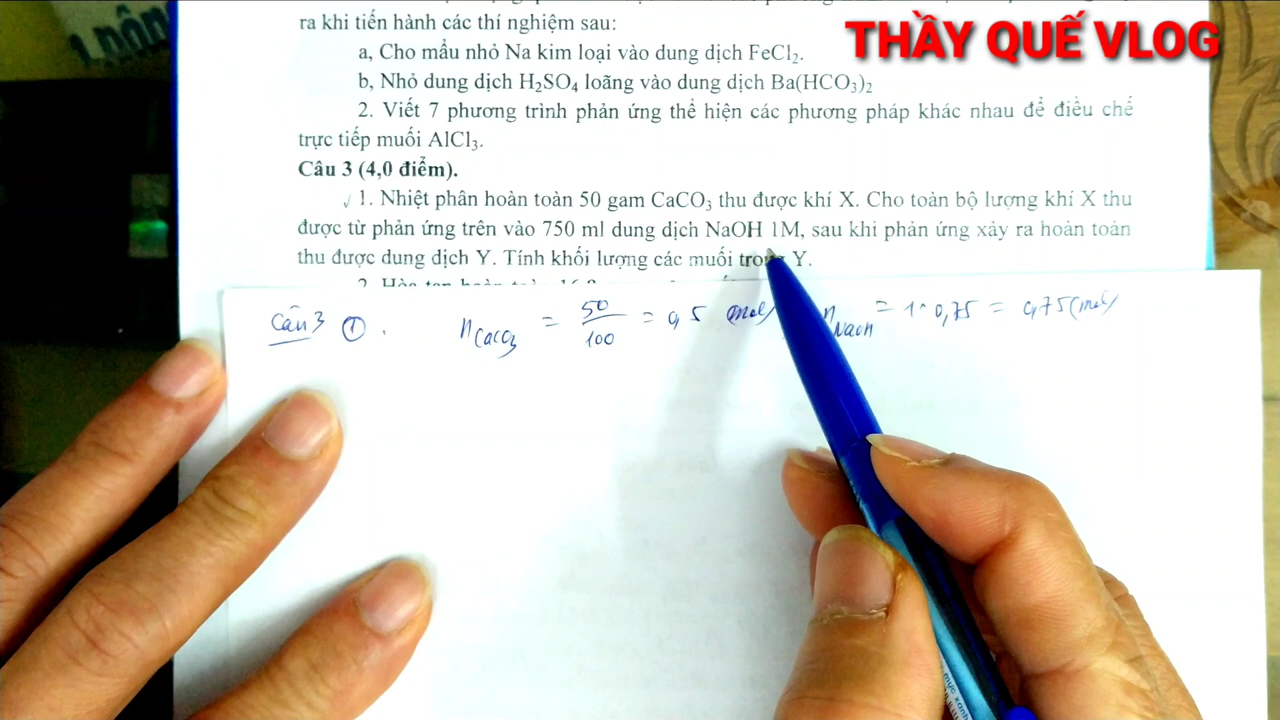 THẦY QUẾ VLOG
ra khi tiến hành các thí nghiệm sau:
a, Cho mẩu nhỏ Na kim loại vào dung dịch FeCl₂.
b, Nhỏ dung dịch H₂SO₄ loãng vào dung dịch Ba(HCO₃)₂
2. Viết 7 phương trình phản ứng thể hiện các phương pháp khác nhau để điều chế
trực tiếp muối AlCl₃.
Câu 3 (4,0 điểm).
1. Nhiệt phân hoàn toàn 50 gam CaCO₃ thu được khí X. Cho toàn bộ lượng khí X thu
được từ phản ứng trên vào 750 ml dung dịch NaOH 1M, sau khi phản ứng xảy ra hoàn toàn
thu được dung dịch Y. Tính khối lượng các muối trong Y.
Câu 3 ①. n CaCO₃ = 50/100 = 0,5 (mol) n NaOH = 1*0,75 = 0,75 (mol)